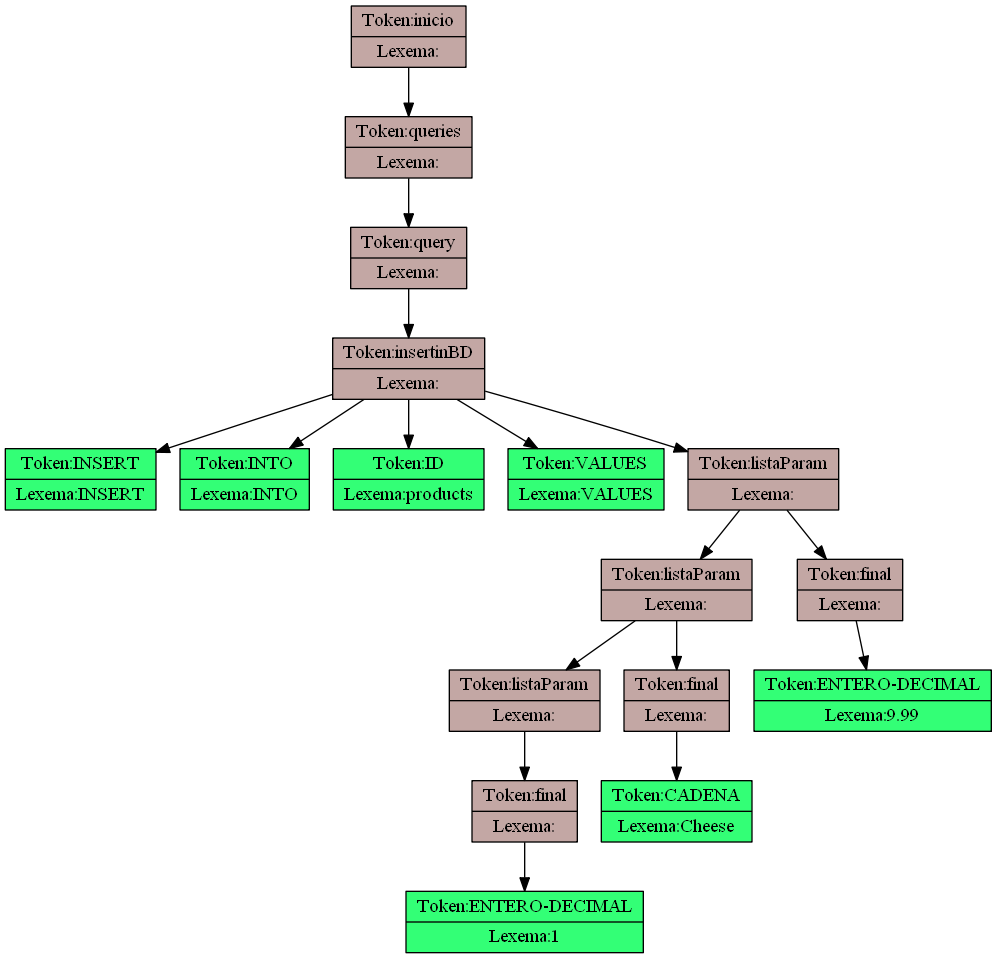 Token:inicio
Lexema:
Token:queries
Lexema:
Token:query
Lexema:
Token:insertinBD
Lexema:
Token:INSERT
Lexema:INSERT
Token:INTO
Lexema:INTO
Token:ID
Lexema:products
Token:VALUES
Lexema:VALUES
Token:listaParam
Lexema:
Token:listaParam
Lexema:
Token:final
Lexema:
Token:listaParam
Lexema:
Token:final
Lexema:
Token:ENTERO-DECIMAL
Lexema:9.99
Token:final
Lexema:
Token:CADENA
Lexema:Cheese
Token:ENTERO-DECIMAL
Lexema:1